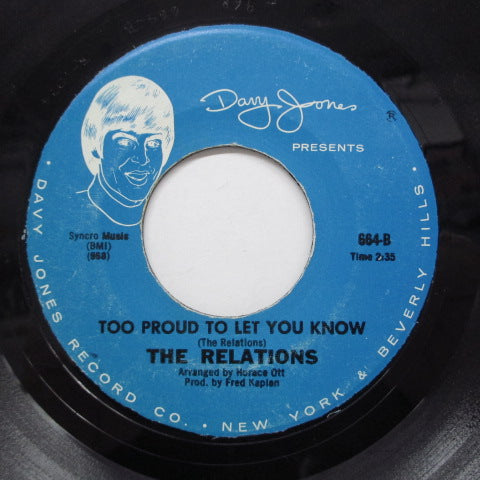 Davy Jones
®
PRESENTS
Syncro Music
(BMI)
(868)
664-B
Time 2:35
TOO PROUD TO LET YOU KNOW
(The Relations)
THE RELATIONS
Arranged by Horace Ott
Prod. by Fred Kaplan
• DAVY JONES RECORD CO. • NEW YORK & BEVERLY HILLS •